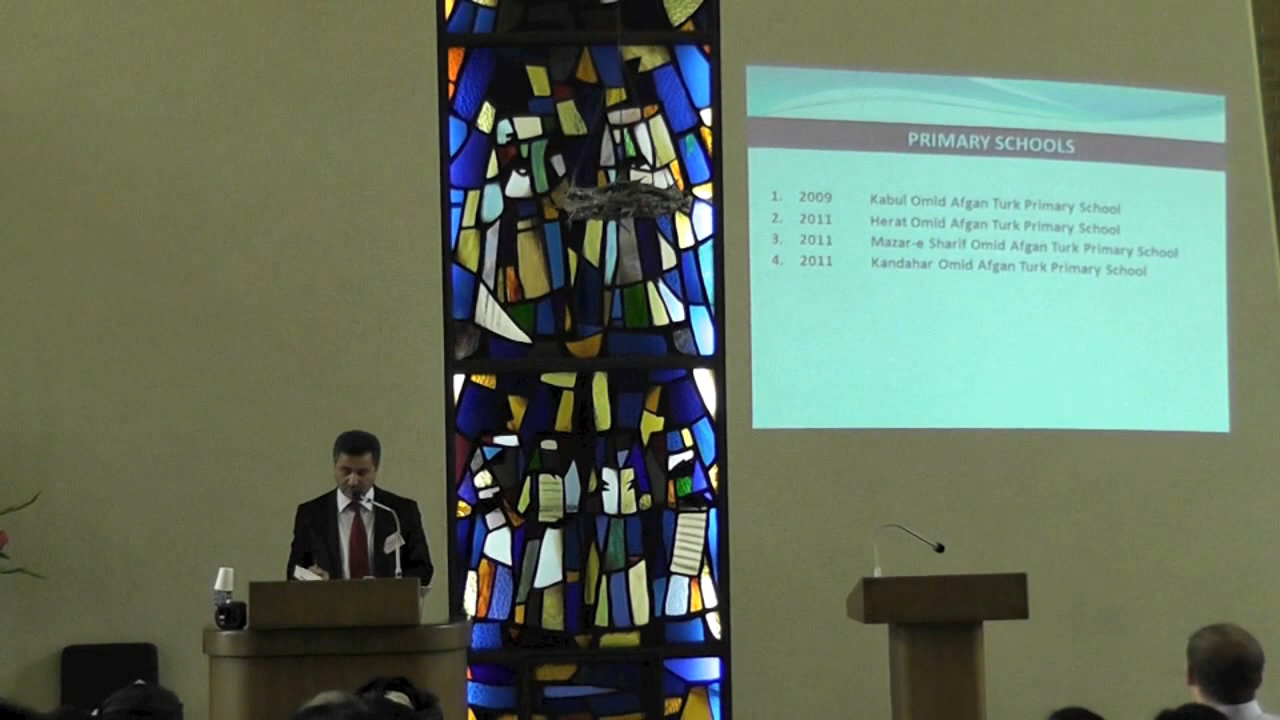 PRIMARY SCHOOLS
1. 2009 Kabul Omid Afgan Turk Primary School
2. 2011 Herat Omid Afgan Turk Primary School
3. 2011 Mazar-e Sharif Omid Afgan Turk Primary School
4. 2011 Kandahar Omid Afgan Turk Primary School